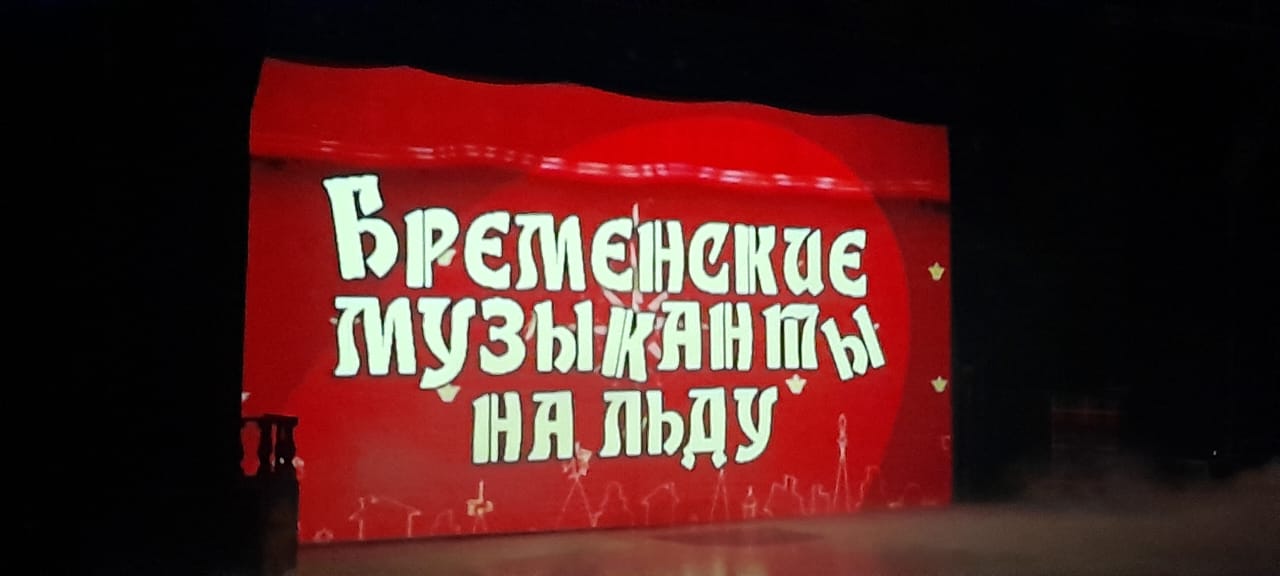 Бременские
музыканты
на льду